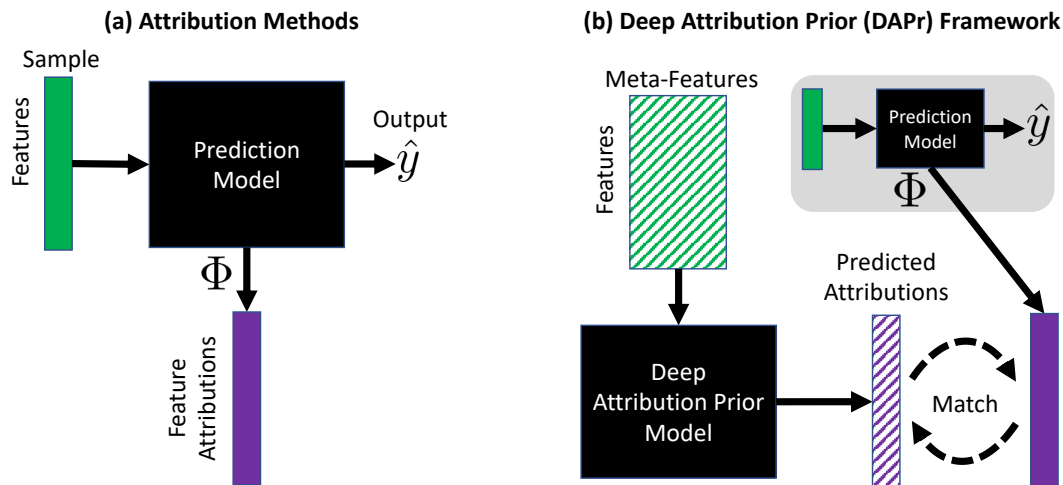 (a) Attribution Methods
Sample
Features
Prediction
Model
Output
ŷ
Φ
Feature
Attributions
(b) Deep Attribution Prior (DAPr) Framework
Meta-Features
Features
Prediction
Model
ŷ
Φ
Predicted
Attributions
Deep
Attribution Prior
Model
Match